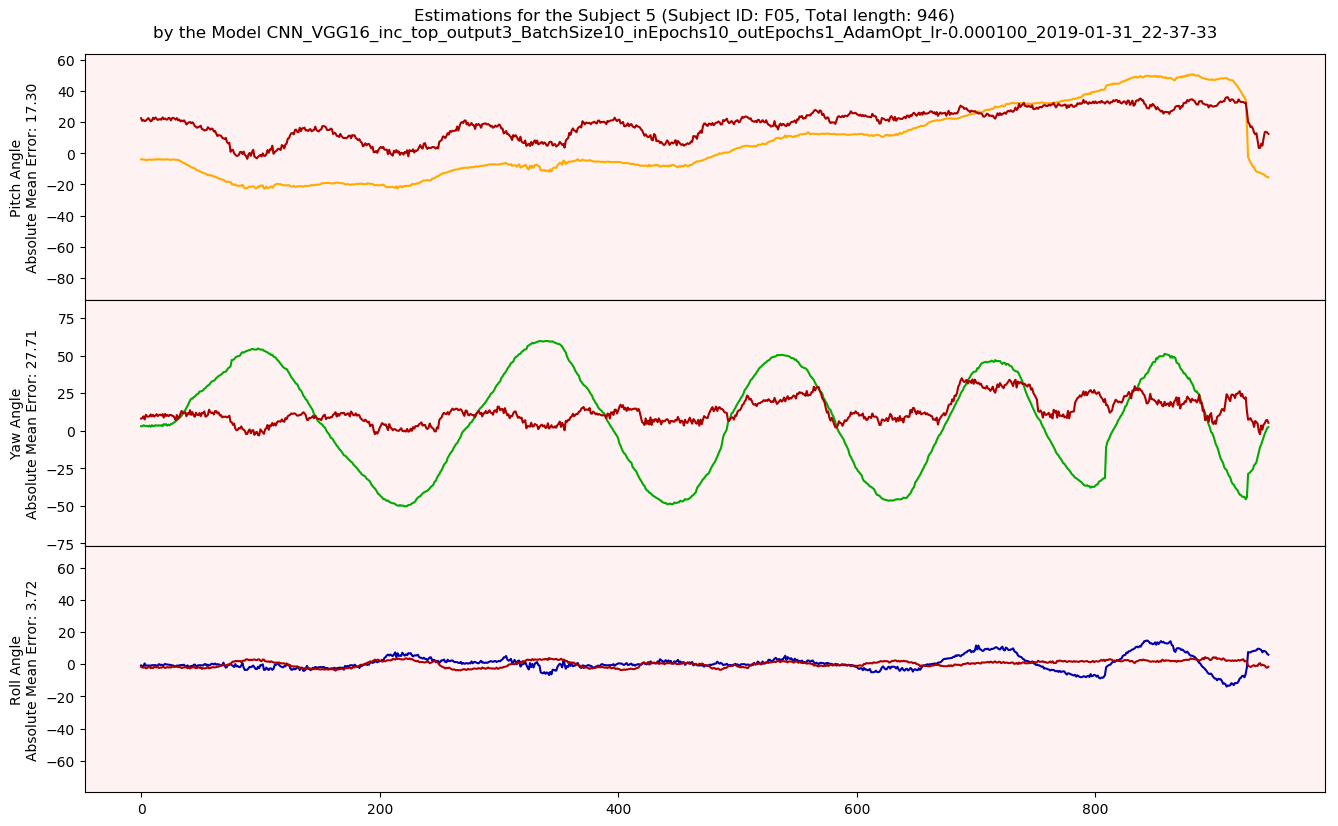 Estimations for the Subject 5 (Subject ID: F05, Total length: 946)
by the Model CNN_VGG16_inc_top_output3_BatchSize10_inEpochs10_outEpochs1_AdamOpt_lr-0.000100_2019-01-31_22-37-33
Pitch Angle
Absolute Mean Error: 17.30
60
40
20
0
−20
−40
−60
−80
Yaw Angle
Absolute Mean Error: 27.71
75
50
25
0
−25
−50
−75
Roll Angle
Absolute Mean Error: 3.72
60
40
20
0
−20
−40
−60
0 200 400 600 800